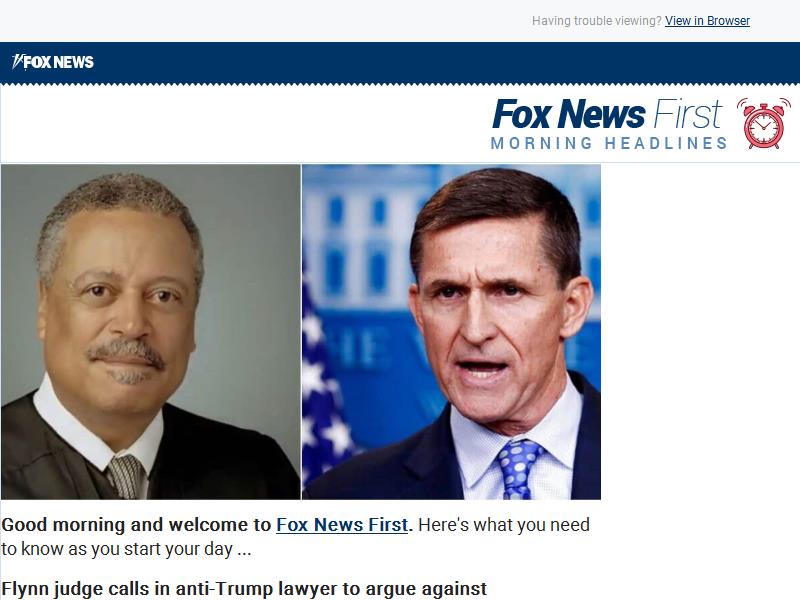 Having trouble viewing? View in Browser
FOX NEWS
Fox News First
MORNING HEADLINES
Good morning and welcome to Fox News First. Here's what you need
to know as you start your day ...
Flynn judge calls in anti-Trump lawyer to argue against